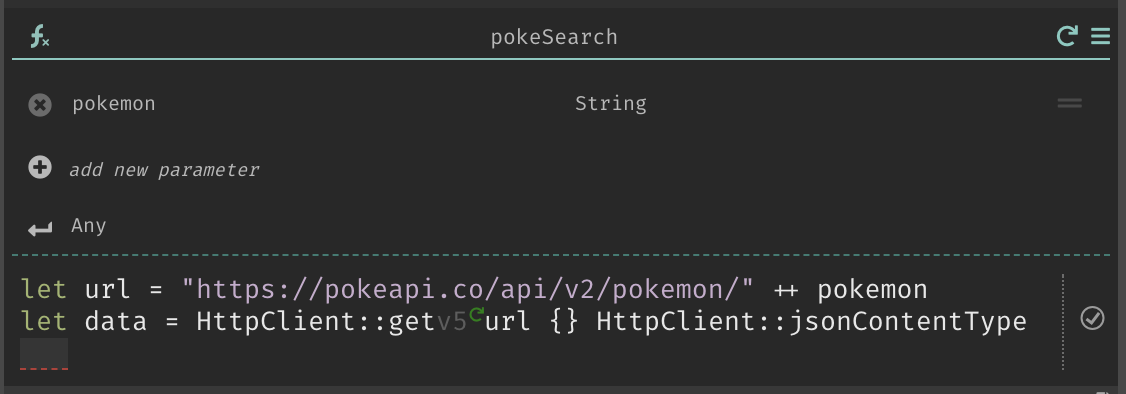 pokeSearch
pokemon String
add new parameter
Any
let url = "https://pokeapi.co/api/v2/pokemon/" ++ pokemon
let data = HttpClient::getv5 url {} HttpClient::jsonContentType